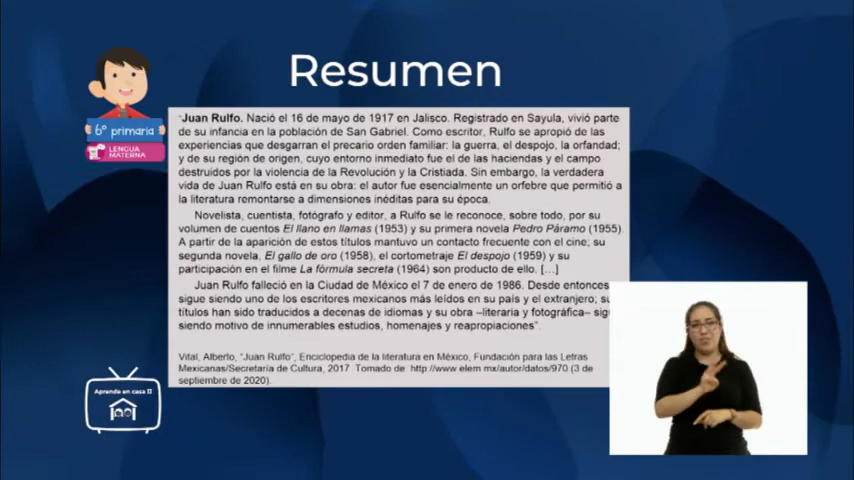 Resumen
6° primaria
LENGUA
MATERNA
"Juan Rulfo. Nació el 16 de mayo de 1917 en Jalisco. Registrado en Sayula, vivió parte
de su infancia en la población de San Gabriel. Como escritor, Rulfo se apropió de las
experiencias que desgarran el precario orden familiar: la guerra, el despojo, la orfandad;
y de su región de origen, cuyo entorno inmediato fue el de las haciendas y el campo
destruidos por la violencia de la Revolución y la Cristiada. Sin embargo, la verdadera
vida de Juan Rulfo está en su obra: el autor fue esencialmente un orfebre que permitió a
la literatura remontarse a dimensiones inéditas para su época.
Novelista, cuentista, fotógrafo y editor, a Rulfo se le reconoce, sobre todo, por su
volumen de cuentos El llano en llamas (1953) y su primera novela Pedro Páramo (1955).
A partir de la aparición de estos títulos mantuvo un contacto frecuente con el cine; su
segunda novela, El gallo de oro (1958), el cortometraje El despojo (1959) y su
participación en el filme La fórmula secreta (1964) son producto de ello. [...]
Juan Rulfo falleció en la Ciudad de México el 7 de enero de 1986. Desde entonces
sigue siendo uno de los escritores mexicanos más leídos en su país y el extranjero;
títulos han sido traducidos a decenas de idiomas y su obra –literaria y fotográfica–
siendo motivo de innumerables estudios, homenajes y reapropiaciones".
Vital, Alberto, "Juan Rulfo", Enciclopedia de la literatura en México, Fundación para las Letras
Mexicanas/Secretaría de Cultura, 2017 Tomado de http://www elem mx/autor/datos/970 (3 de
septiembre de 2020).
Aprende en casa II